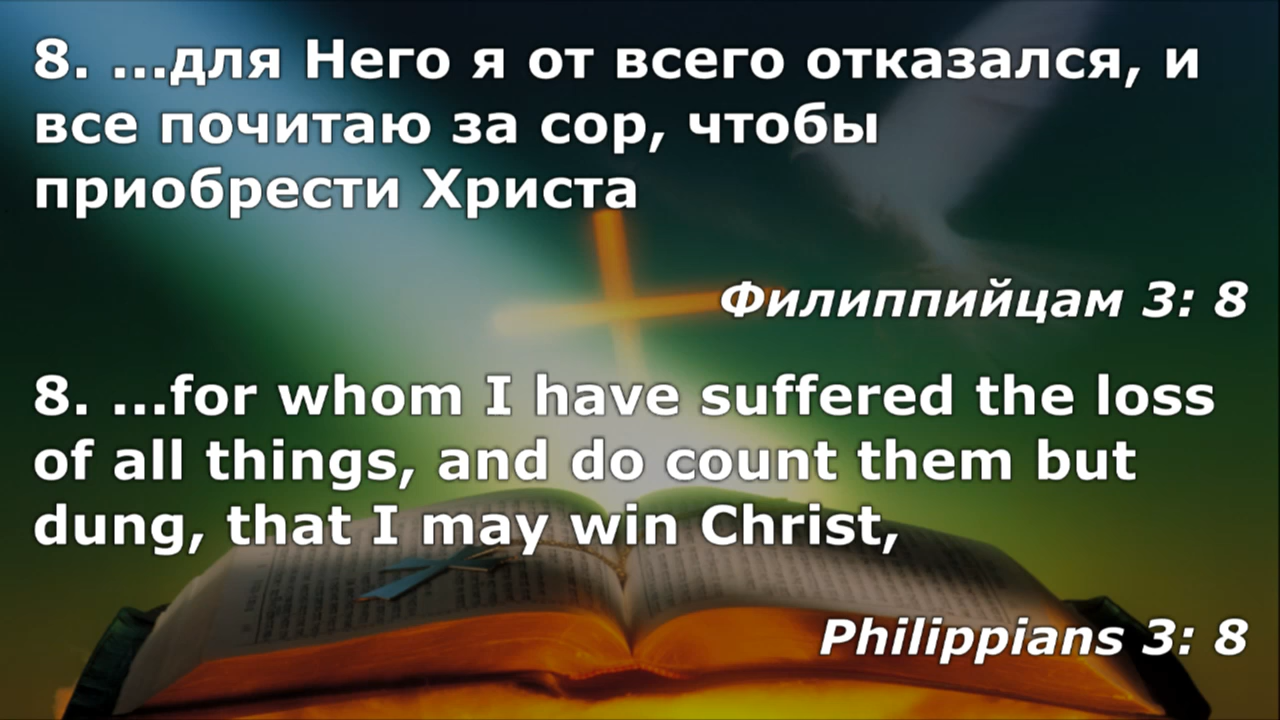 8. ...для Него я от всего отказался, и
все почитаю за сор, чтобы
приобрести Христа
Филиппийцам 3: 8
8. ...for whom I have suffered the loss
of all things, and do count them but
dung, that I may win Christ,
Philippians 3: 8